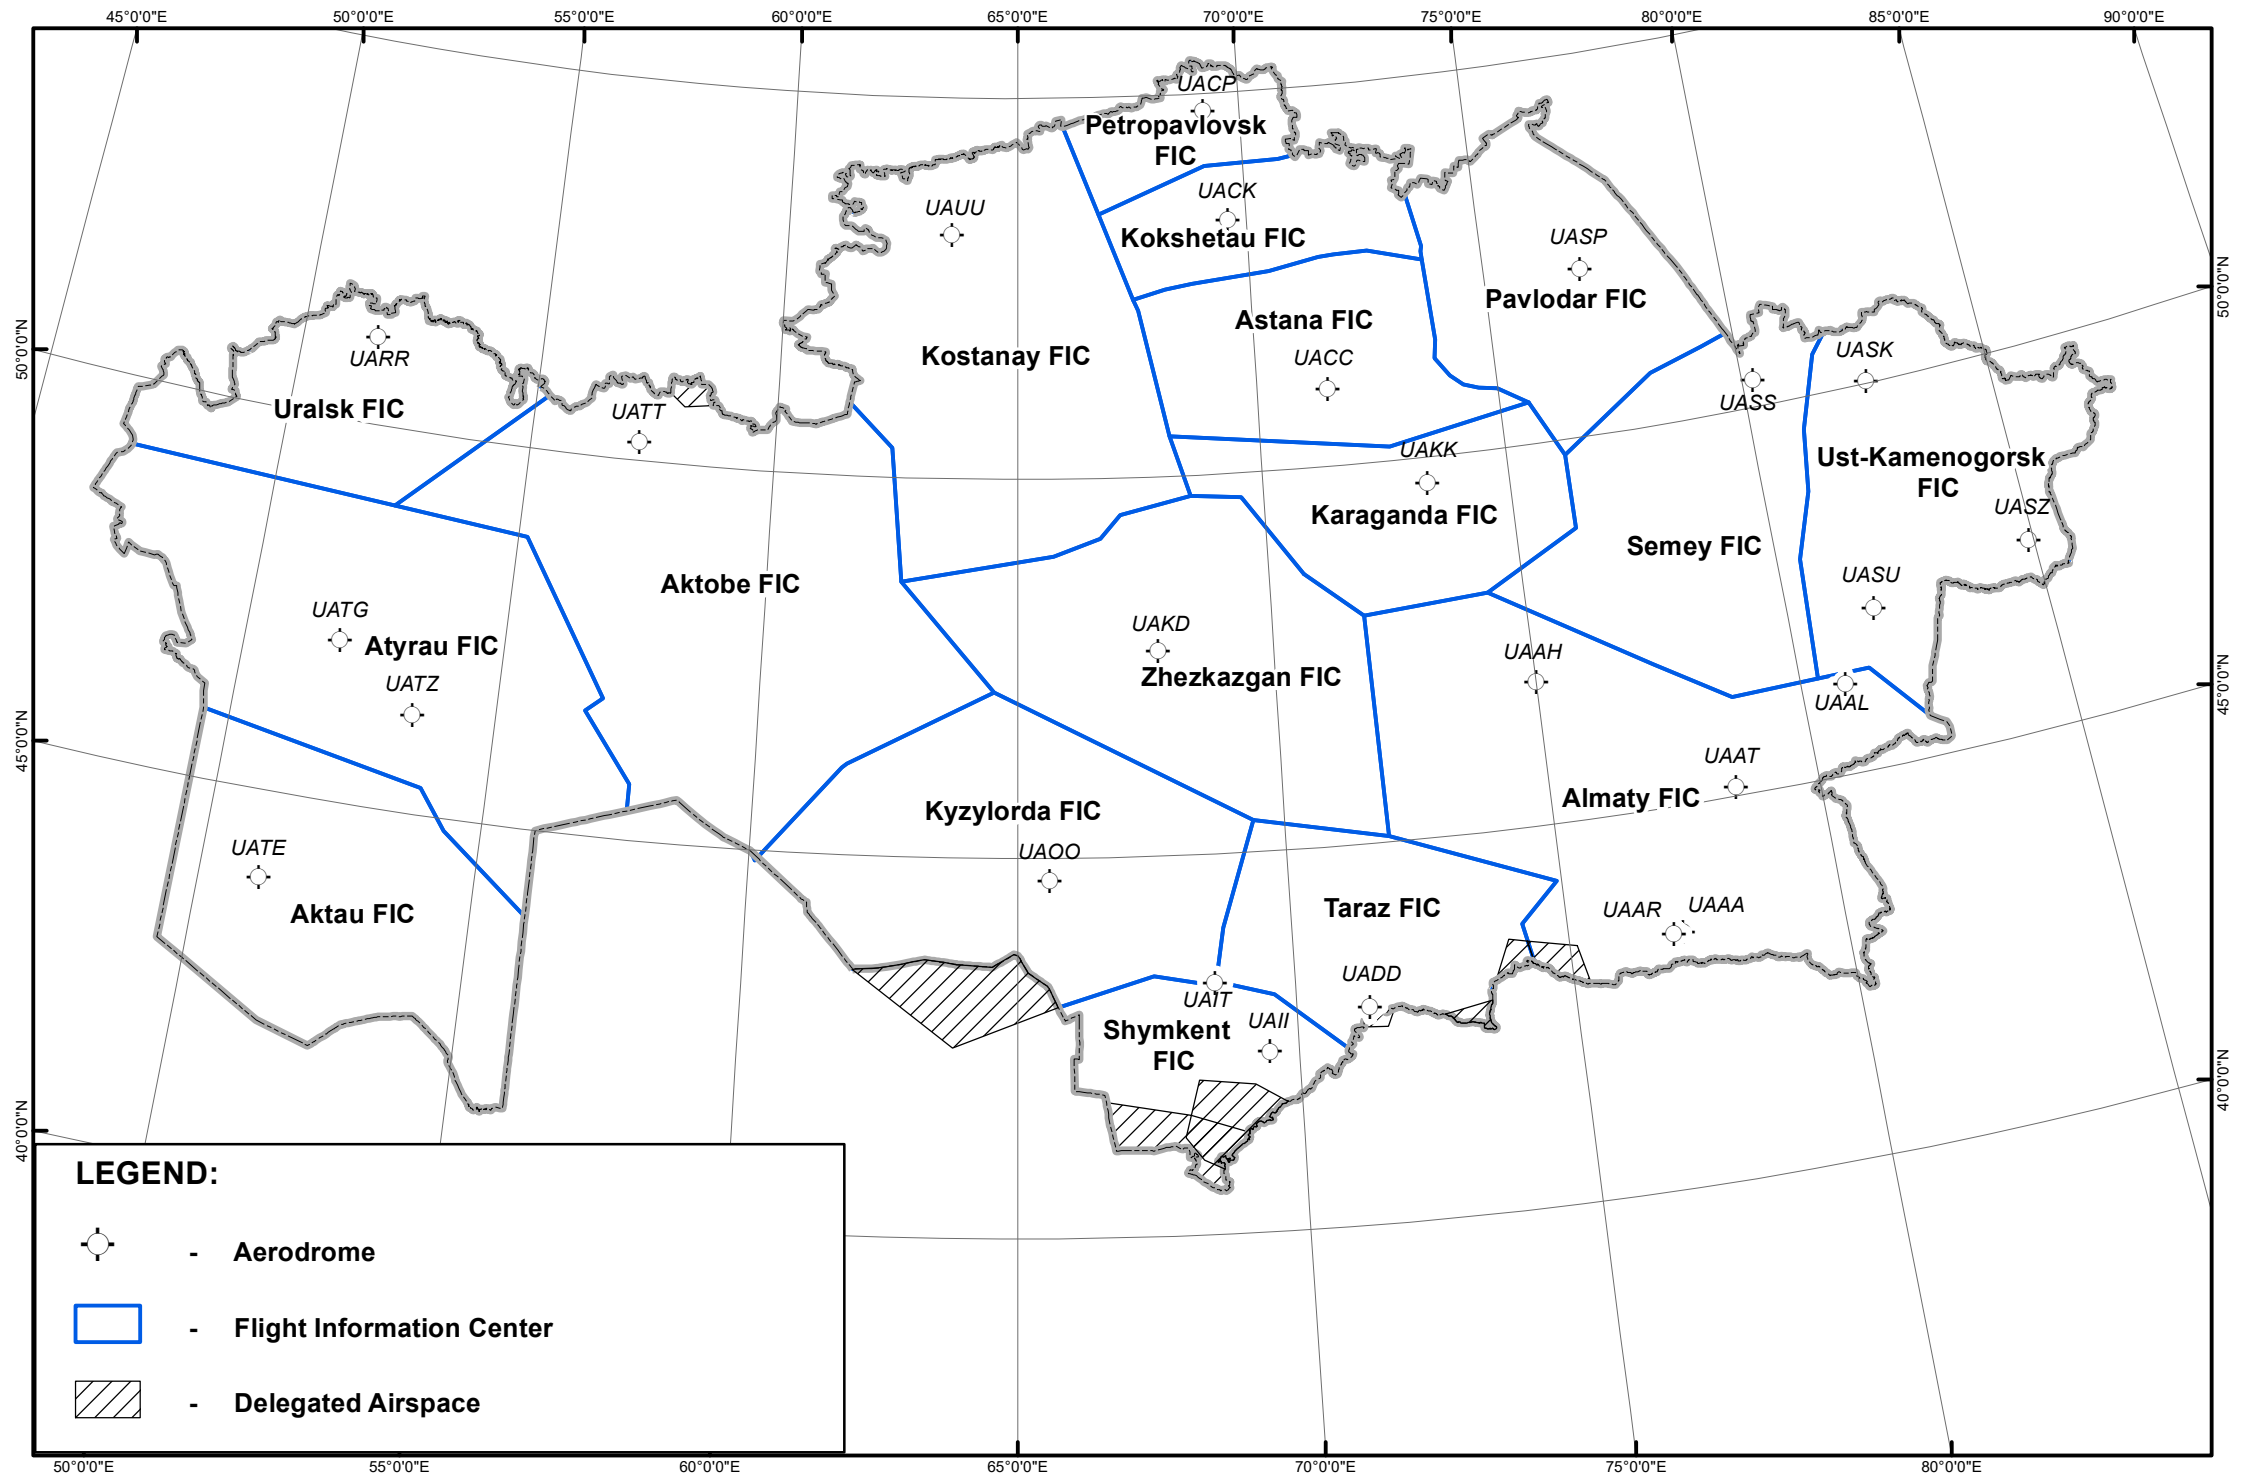 45°0'0"E
50°0'0"E
55°0'0"E
60°0'0"E
65°0'0"E
70°0'0"E
75°0'0"E
80°0'0"E
85°0'0"E
90°0'0"E
UACP
Petropavlovsk
FIC
UACK
Kokshetau FIC
UAUU
UASP
Pavlodar FIC
50°0'0"N
50°0'0"N
Astana FIC
UACC
Kostanay FIC
UARR
Uralsk FIC
UATT
UASK
UASS
UAKK
Karaganda FIC
Ust-Kamenogorsk
FIC
UASZ
Semey FIC
UASU
Aktobe FIC
UATG
Atyrau FIC
UATZ
UAKD
Zhezkazgan FIC
UAAH
UAAL
45°0'0"N
45°0'0"N
UAAT
Almaty FIC
Kyzylorda FIC
UAOO
UATE
Aktau FIC
Taraz FIC
UAAR
UAAA
UADD
UAIT
UAII
Shymkent
FIC
40°0'0"N
40°0'0"N
LEGEND:
- Aerodrome
- Flight Information Center
- Delegated Airspace
50°0'0"E
55°0'0"E
60°0'0"E
65°0'0"E
70°0'0"E
75°0'0"E
80°0'0"E